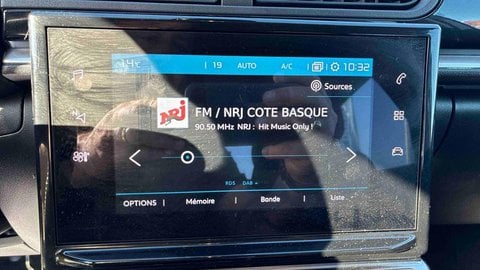 14°C 19 AUTO A/C 10:32
Sources
NRJ FM / NRJ COTE BASQUE
90.50 MHz NRJ : Hit Music Only !
RDS DAB
OPTIONS Mémoire Bande Liste